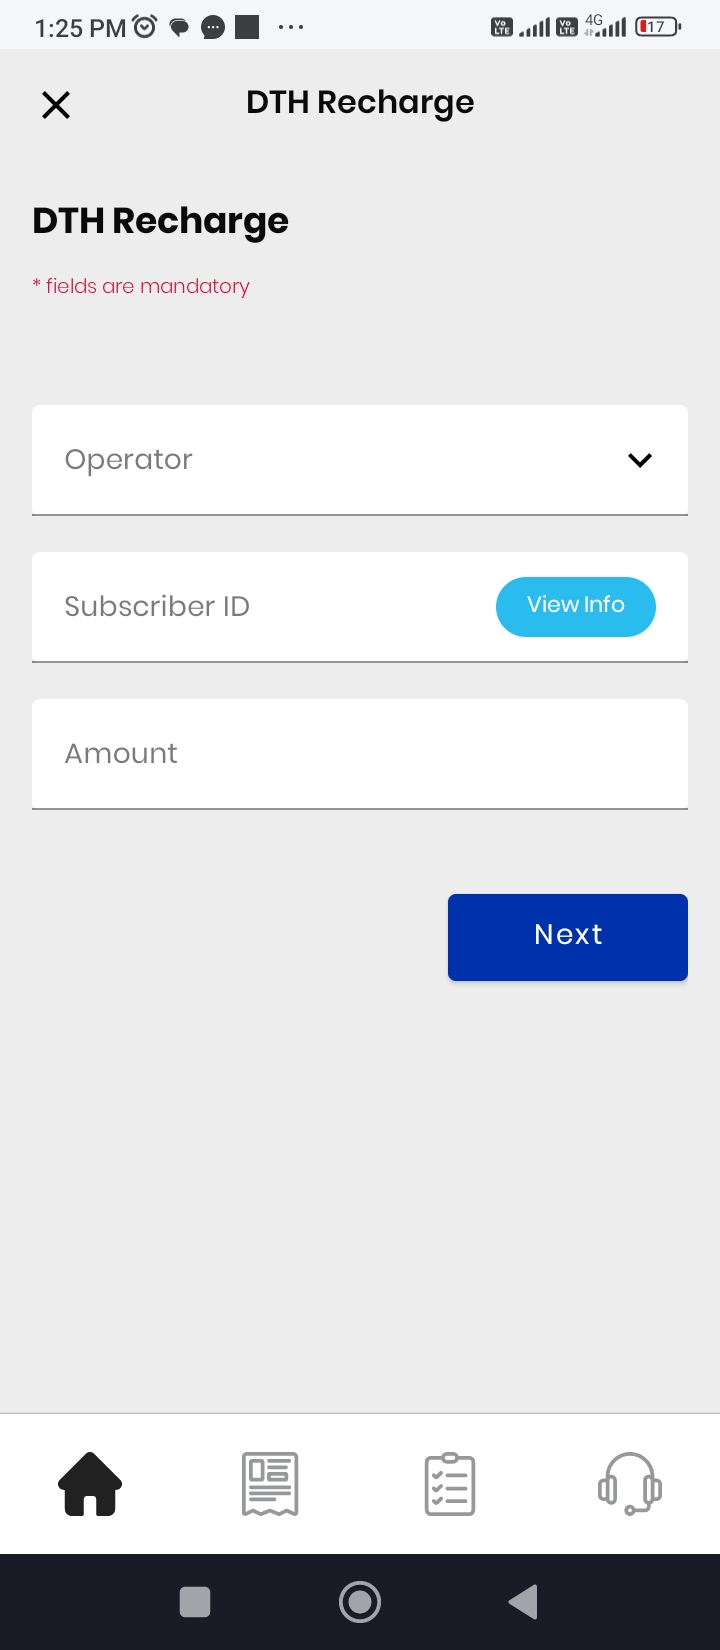 1:25 PM
Vo LTE Vo LTE 4G 17
DTH Recharge
DTH Recharge
* fields are mandatory
Operator
Subscriber ID
View Info
Amount
Next